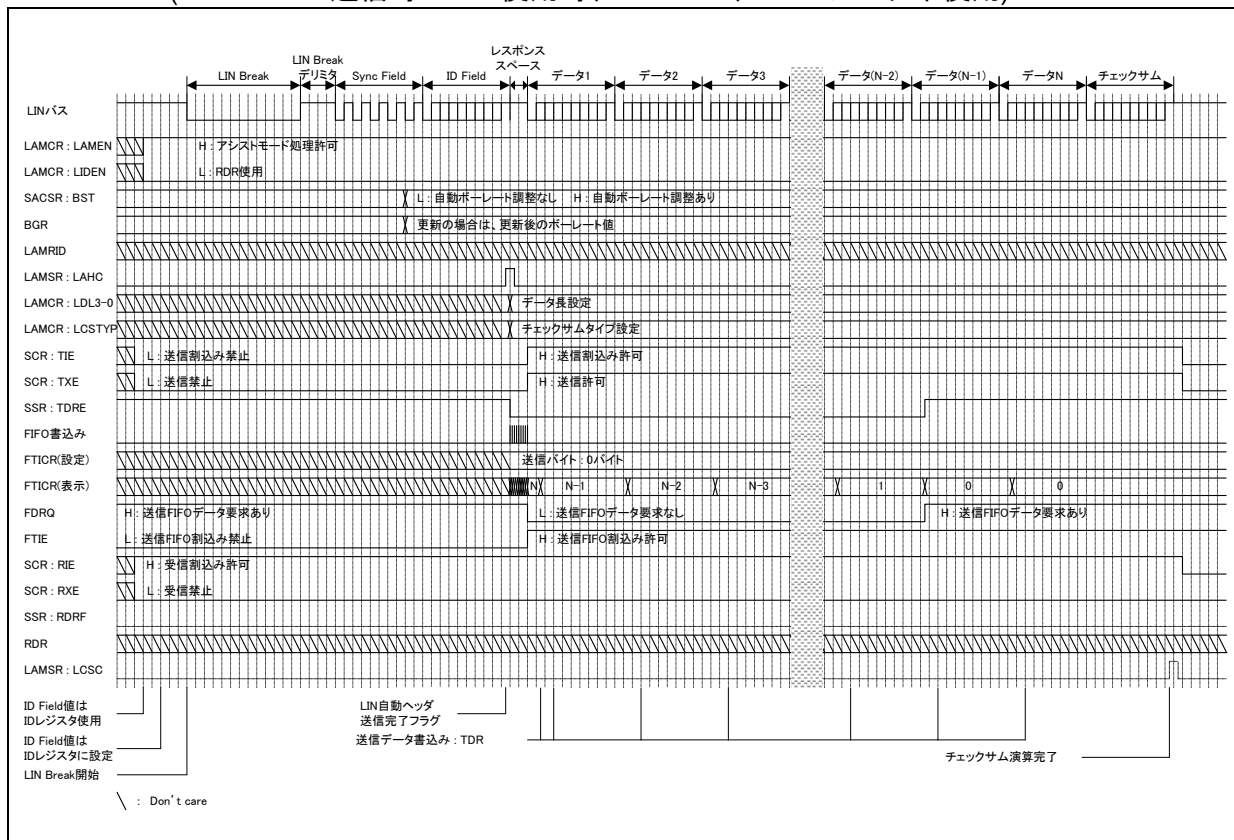 レスポンス
スペース
LIN Break
デリミタ
LIN Break
Sync Field
ID Field
データ1
データ2
データ3
データ(N-2)
データ(N-1)
データN
チェックサム
LINバス
LAMCR : LAMEN
H : アシストモード処理許可
LAMCR : LIDEN
L : RDR使用
SACSR : BST
L : 自動ボーレート調整なし H : 自動ボーレート調整あり
BGR
更新の場合は、更新後のボーレート値
LAMRID
LAMSR : LAHC
LAMCR : LDL3-0
データ長設定
LAMCR : LCSTYP
チェックサムタイプ設定
SCR : TIE
L : 送信割込み禁止
H : 送信割込み許可
SCR : TXE
L : 送信禁止
H : 送信許可
SSR : TDRE
FIFO書込み
FTICR(設定)
送信バイト : 0バイト
FTICR(表示)
N
N-1
N-2
N-3
1
0
0
FDRQ
H : 送信FIFOデータ要求あり
L : 送信FIFOデータ要求なし
H : 送信FIFOデータ要求あり
FTIE
L : 送信FIFO割込み禁止
H : 送信FIFO割込み許可
SCR : RIE
H : 受信割込み許可
SCR : RXE
L : 受信禁止
SSR : RDRF
RDR
LAMSR : LCSC
ID Field値は
IDレジスタ使用
ID Field値は
IDレジスタに設定
LIN Break開始
LIN自動ヘッダ
送信完了フラグ
送信データ書込み : TDR
チェックサム演算完了
: Don't care